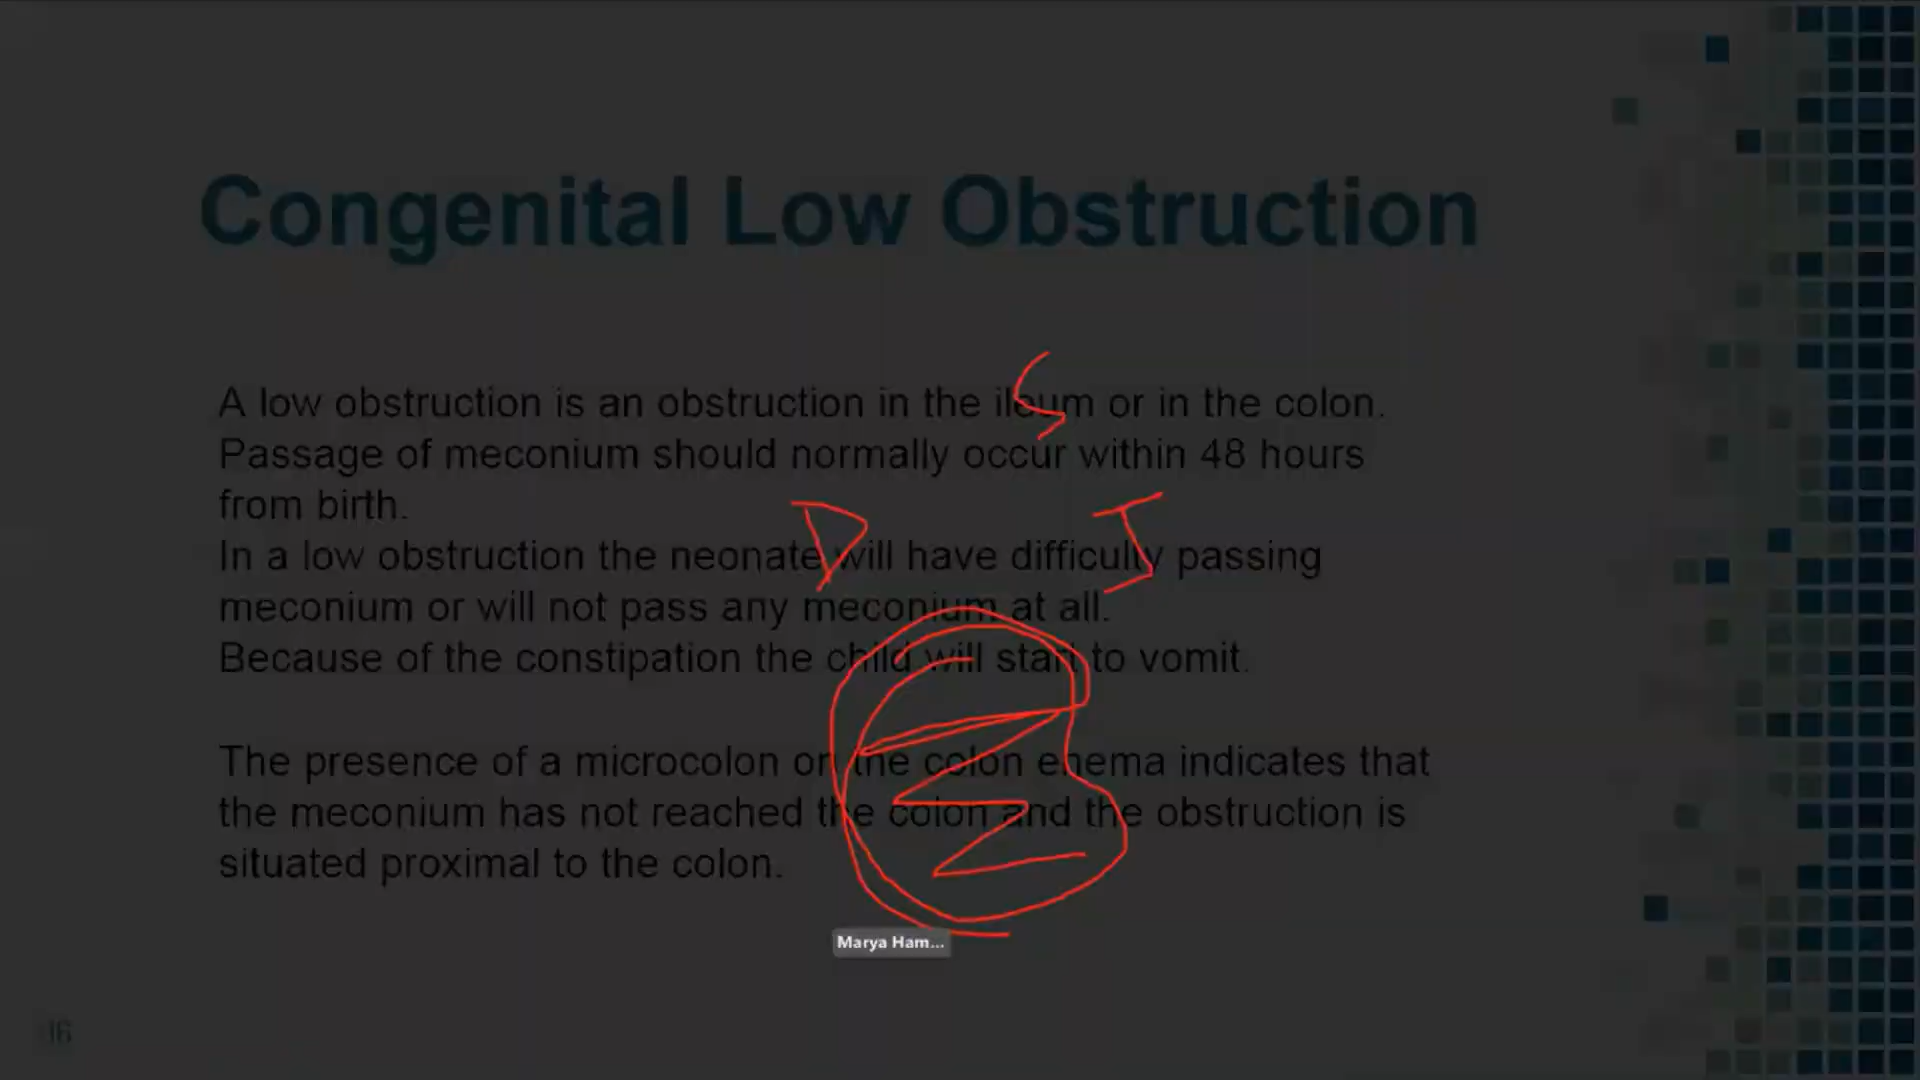 Congenital Low Obstruction
A low obstruction is an obstruction in the ileum or in the colon.
Passage of meconium should normally occur within 48 hours
from birth.
In a low obstruction the neonate will have difficulty passing
meconium or will not pass any meconium at all.
Because of the constipation the child will start to vomit.
The presence of a microcolon on the colon enema indicates that
the meconium has not reached the colon and the obstruction is
situated proximal to the colon.
S
D J
Marya Ham...
16